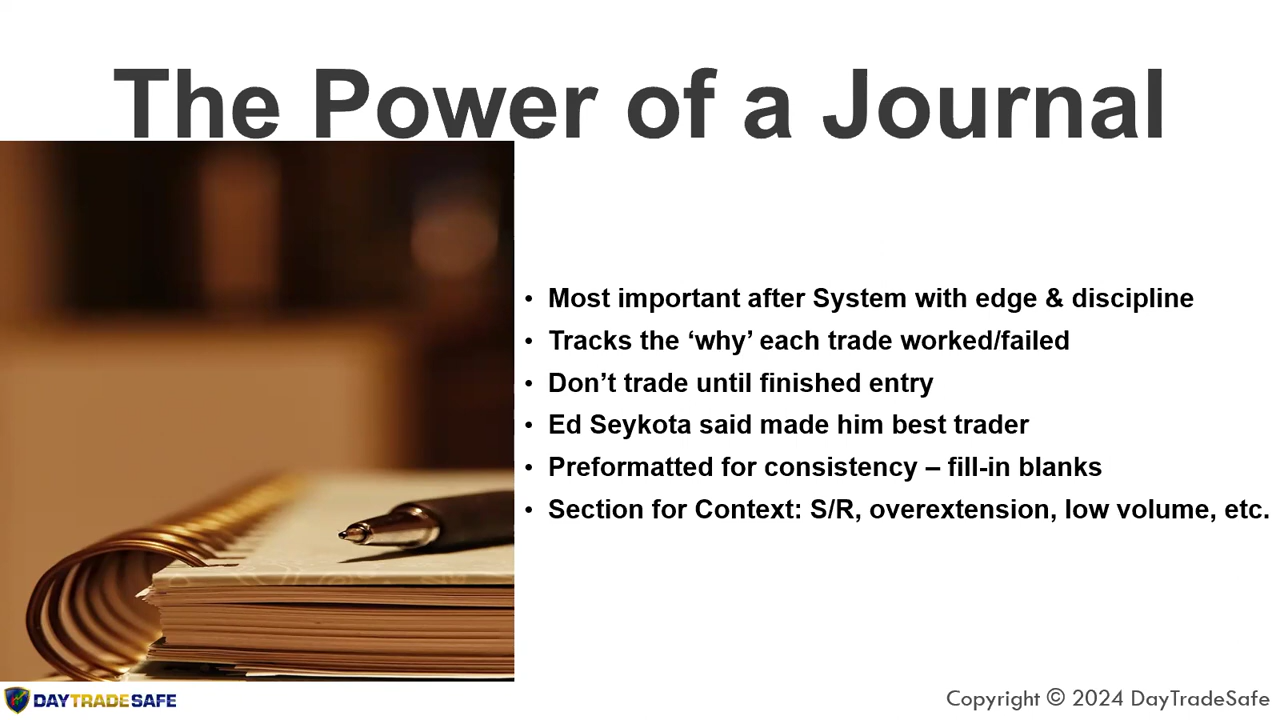 The Power of a Journal
• Most important after System with edge & discipline
• Tracks the ‘why’ each trade worked/failed
• Don’t trade until finished entry
• Ed Seykota said made him best trader
• Preformatted for consistency – fill-in blanks
• Section for Context: S/R, overextension, low volume, etc.
DAYTRADESAFE
Copyright © 2024 DayTradeSafe